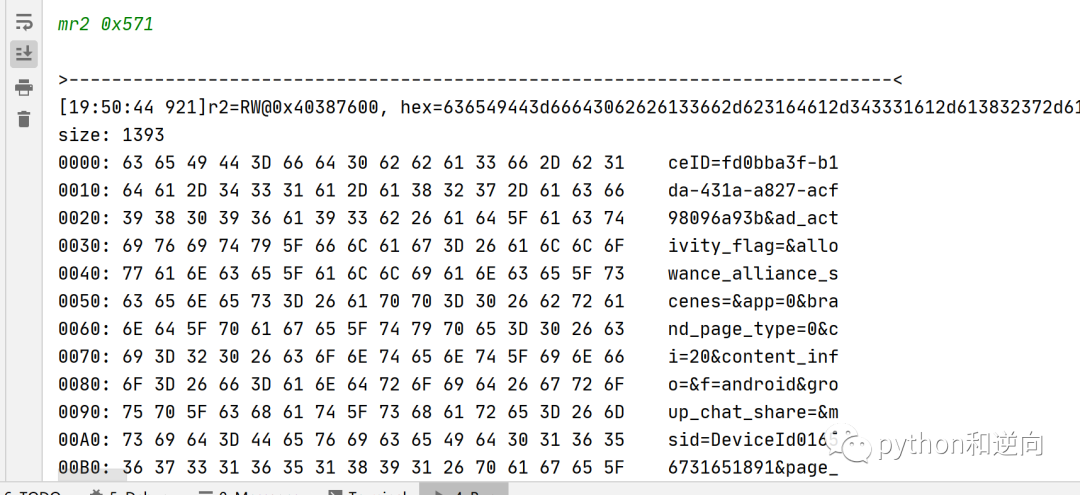 mr2 0x571
>-----------------------------------------------------------------------------<
[19:50:44 921]r2=RW@0x40387600, hex=636549443d66643062626133662d623164612d343331612d613832372d61
size: 1393
0000: 63 65 49 44 3D 66 64 30 62 62 61 33 66 2D 62 31    ceID=fd0bba3f-b1
0010: 64 61 2D 34 33 31 61 2D 61 38 32 37 2D 61 63 66    da-431a-a827-acf
0020: 39 38 30 39 36 61 39 33 62 26 61 64 5F 61 63 74    98096a93b&ad_act
0030: 69 76 69 74 79 5F 66 6C 61 67 3D 26 61 6C 6C 6F    ivity_flag=&allo
0040: 77 61 6E 63 65 5F 61 6C 6C 69 61 6E 63 65 5F 73    wance_alliance_s
0050: 63 65 6E 65 73 3D 26 61 70 70 3D 30 26 62 72 61    cenes=&app=0&bra
0060: 6E 64 5F 70 61 67 65 5F 74 79 70 65 3D 30 26 63    nd_page_type=0&c
0070: 69 3D 32 30 26 63 6F 6E 74 65 6E 74 5F 69 6E 66    i=20&content_inf
0080: 6F 3D 26 66 3D 61 6E 64 72 6F 69 64 26 67 72 6F    o=&f=android&gro
0090: 75 70 5F 63 68 61 74 5F 73 68 61 72 65 3D 26 6D    up_chat_share=&m
00A0: 73 69 64 3D 44 65 76 69 63 65 49 64 30 31 36 35    sid=DeviceId0165
00B0: 36 37 33 31 36 35 31 38 39 31 26 70 61 67 65 5F    6731651891&page_
python和逆向